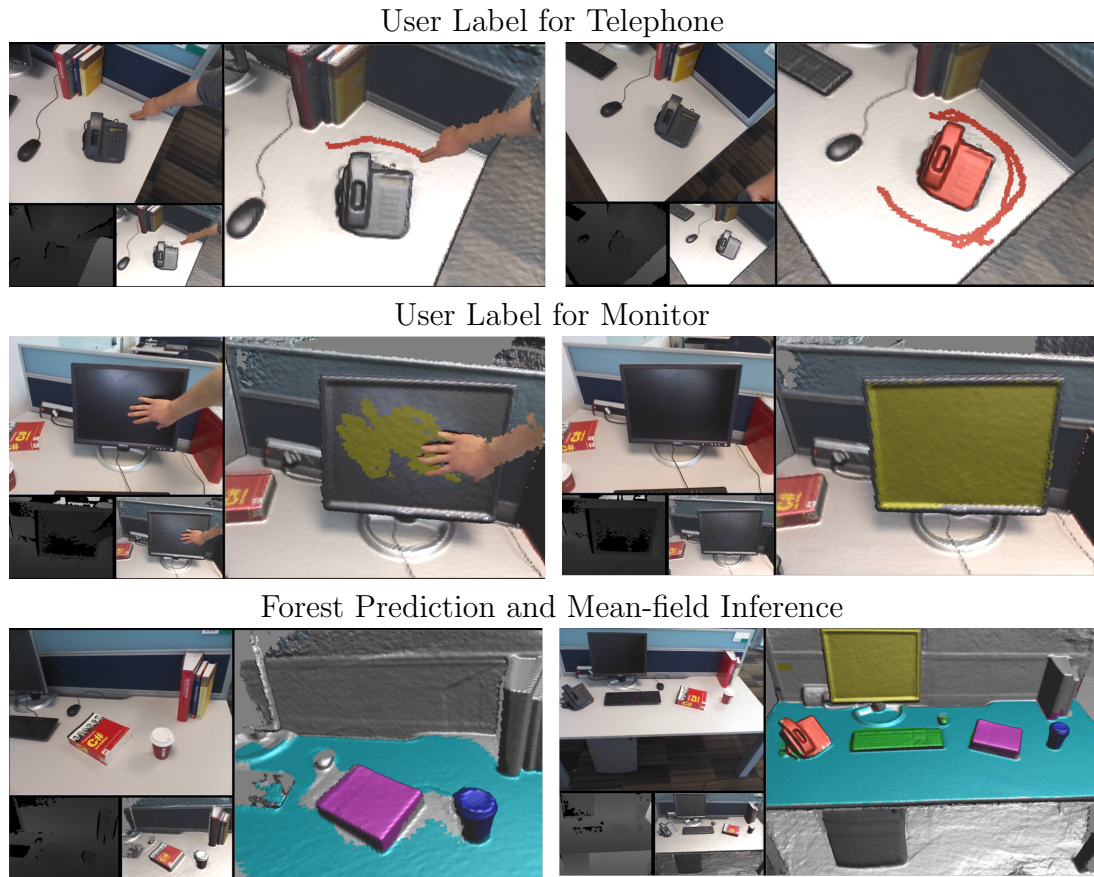 User Label for Telephone
User Label for Monitor
Forest Prediction and Mean-field Inference
C#